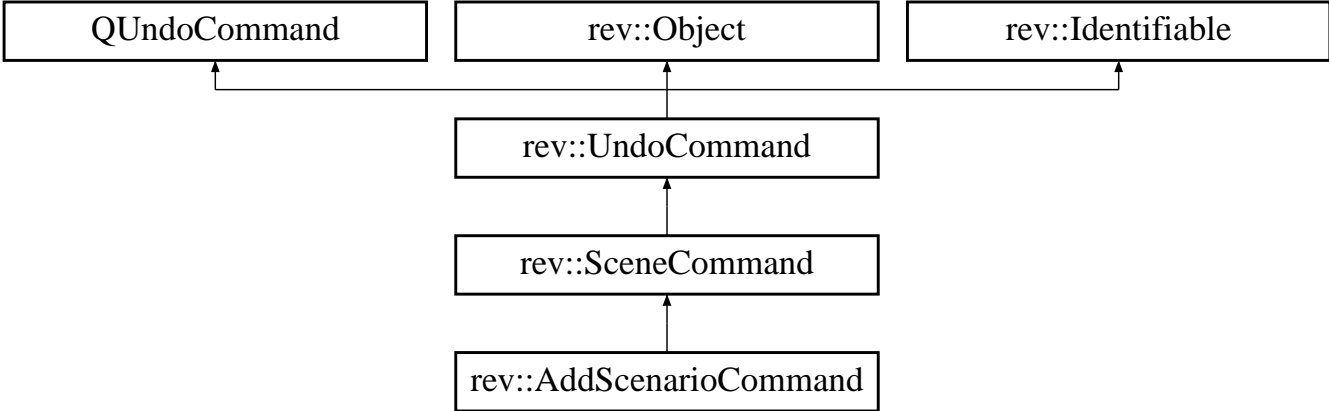 QUndoCommand
rev::Object
rev::Identifiable
rev::UndoCommand
rev::SceneCommand
rev::AddScenarioCommand